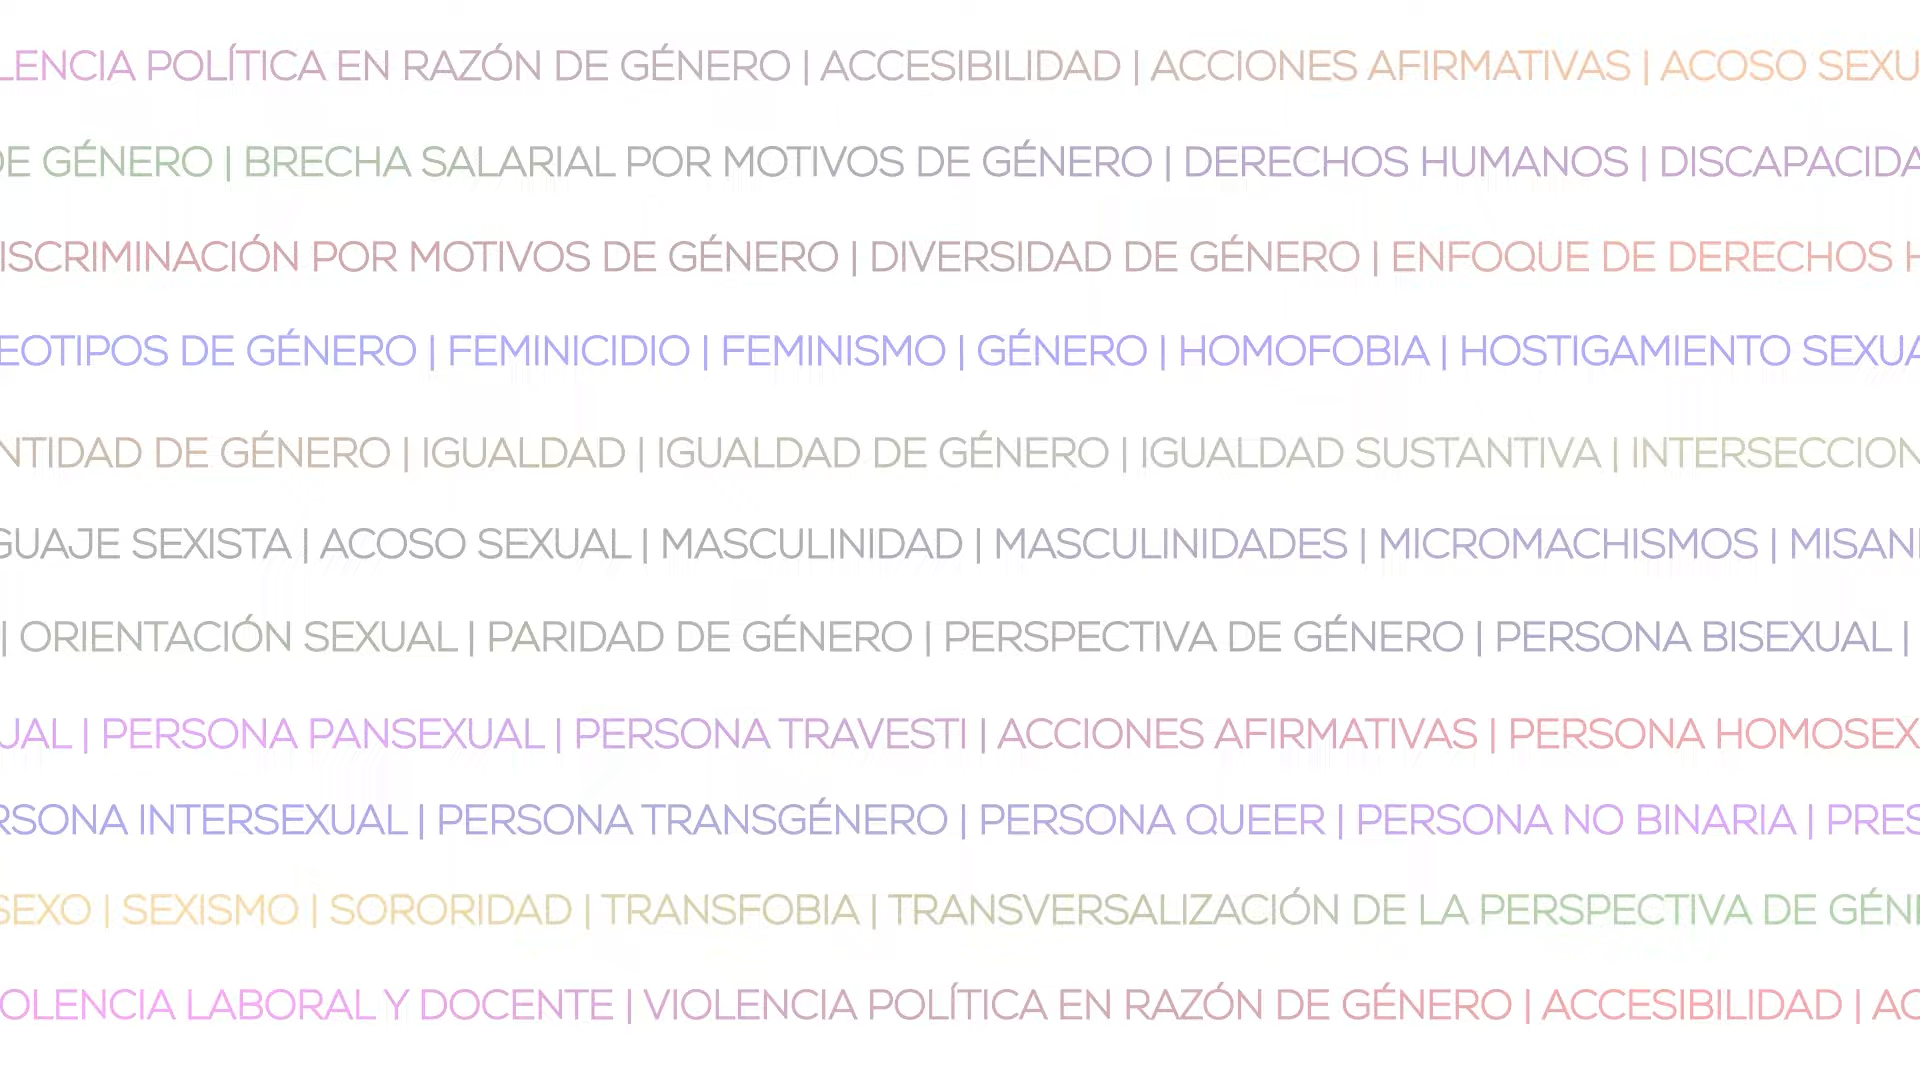 LENCIA POLÍTICA EN RAZÓN DE GÉNERO | ACCESIBILIDAD | ACCIONES AFIRMATIVAS | ACOSO SEXU
DE GÉNERO | BRECHA SALARIAL POR MOTIVOS DE GÉNERO | DERECHOS HUMANOS | DISCAPACIDA
ISCRIMINACIÓN POR MOTIVOS DE GÉNERO | DIVERSIDAD DE GÉNERO | ENFOQUE DE DERECHOS H
EOTIPOS DE GÉNERO | FEMINICIDIO | FEMINISMO | GÉNERO | HOMOFOBIA | HOSTIGAMIENTO SEXUA
NTIDAD DE GÉNERO | IGUALDAD | IGUALDAD DE GÉNERO | IGUALDAD SUSTANTIVA | INTERSECCION
GUAJE SEXISTA | ACOSO SEXUAL | MASCULINIDAD | MASCULINIDADES | MICROMACHISMOS | MISAN
| ORIENTACIÓN SEXUAL | PARIDAD DE GÉNERO | PERSPECTIVA DE GÉNERO | PERSONA BISEXUAL |
UAL | PERSONA PANSEXUAL | PERSONA TRAVESTI | ACCIONES AFIRMATIVAS | PERSONA HOMOSEX
RSONA INTERSEXUAL | PERSONA TRANSGÉNERO | PERSONA QUEER | PERSONA NO BINARIA | PRES
SEXO | SEXISMO | SORORIDAD | TRANSFOBIA | TRANSVERSALIZACIÓN DE LA PERSPECTIVA DE GÉNE
OLENCIA LABORAL Y DOCENTE | VIOLENCIA POLÍTICA EN RAZÓN DE GÉNERO | ACCESIBILIDAD | AC